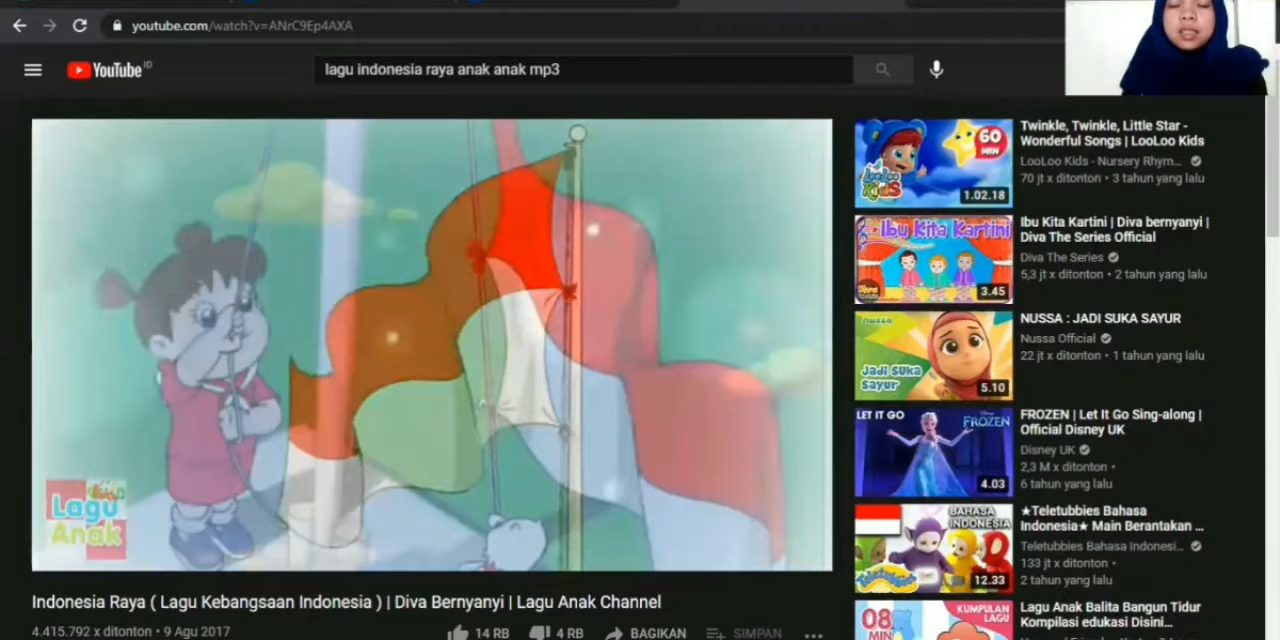 youtube.com/watch?v=ANrC9Ep4AXA
YouTube ID
lagu indonesia raya anak anak mp3
Lagu
Anak
Indonesia Raya ( Lagu Kebangsaan Indonesia ) | Diva Bernyanyi | Lagu Anak Channel
4.415.792 x ditonton • 9 Agu 2017
14 RB
4 RB
BAGIKAN
SIMPAN
60
MIN
LooLoo
Kids
1.02.18
Twinkle, Twinkle, Little Star -
Wonderful Songs | LooLoo Kids
LooLoo Kids - Nursery Rhym...
70 jt x ditonton • 3 tahun yang lalu
Ibu Kita Kartini
3.45
Ibu Kita Kartini | Diva bernyanyi |
Diva The Series Official
Diva The Series
5,3 jt x ditonton • 2 tahun yang lalu
nussa
Jadi SUKA
Sayur
5.10
NUSSA : JADI SUKA SAYUR
Nussa Official
22 jt x ditonton • 1 tahun yang lalu
LET IT GO
Disney
FROZEN
4.03
FROZEN | Let It Go Sing-along |
Official Disney UK
Disney UK
2,3 M x ditonton •
6 tahun yang lalu
BAHASA
INDONESIA
Teletubbies
12.33
★Teletubbies Bahasa
Indonesia★ Main Berantakan ...
Teletubbies Bahasa Indonesi...
133 jt x ditonton •
2 tahun yang lalu
08
MIN
KUMPULAN
LAGU
Lagu Anak Balita Bangun Tidur
Kompilasi edukasi Disini...